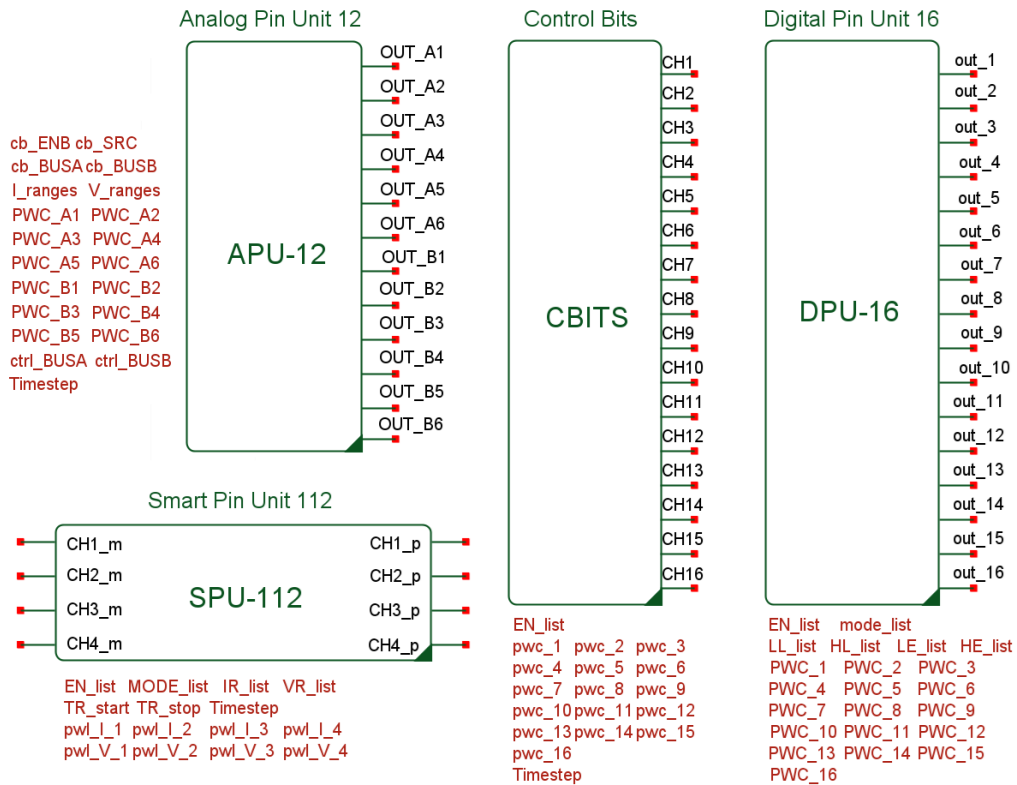 Analog Pin Unit 12
OUT_A1
OUT_A2
OUT_A3
OUT_A4
OUT_A5
OUT_A6
OUT_B1
OUT_B2
OUT_B3
OUT_B4
OUT_B5
OUT_B6
APU-12
cb_ENB cb_SRC
cb_BUSA cb_BUSB
I_ranges V_ranges
PWC_A1 PWC_A2
PWC_A3 PWC_A4
PWC_A5 PWC_A6
PWC_B1 PWC_B2
PWC_B3 PWC_B4
PWC_B5 PWC_B6
ctrl_BUSA ctrl_BUSB
Timestep
Smart Pin Unit 112
CH1_m CH1_p
CH2_m CH2_p
SPU-112
CH3_m CH3_p
CH4_m CH4_p
EN_list MODE_list IR_list VR_list
TR_start TR_stop Timestep
pwl_I_1 pwl_I_2 pwl_I_3 pwl_I_4
pwl_V_1 pwl_V_2 pwl_V_3 pwl_V_4
Control Bits
CH1
CH2
CH3
CH4
CH5
CH6
CH7
CH8
CH9
CH10
CH11
CH12
CH13
CH14
CH15
CH16
CBITS
EN_list
pwc_1 pwc_2 pwc_3
pwc_4 pwc_5 pwc_6
pwc_7 pwc_8 pwc_9
pwc_10 pwc_11 pwc_12
pwc_13 pwc_14 pwc_15
pwc_16
Timestep
Digital Pin Unit 16
out_1
out_2
out_3
out_4
out_5
out_6
out_7
out_8
out_9
out_10
out_11
out_12
out_13
out_14
out_15
out_16
DPU-16
EN_list mode_list
LL_list HL_list LE_list HE_list
PWC_1 PWC_2 PWC_3
PWC_4 PWC_5 PWC_6
PWC_7 PWC_8 PWC_9
PWC_10 PWC_11 PWC_12
PWC_13 PWC_14 PWC_15
PWC_16